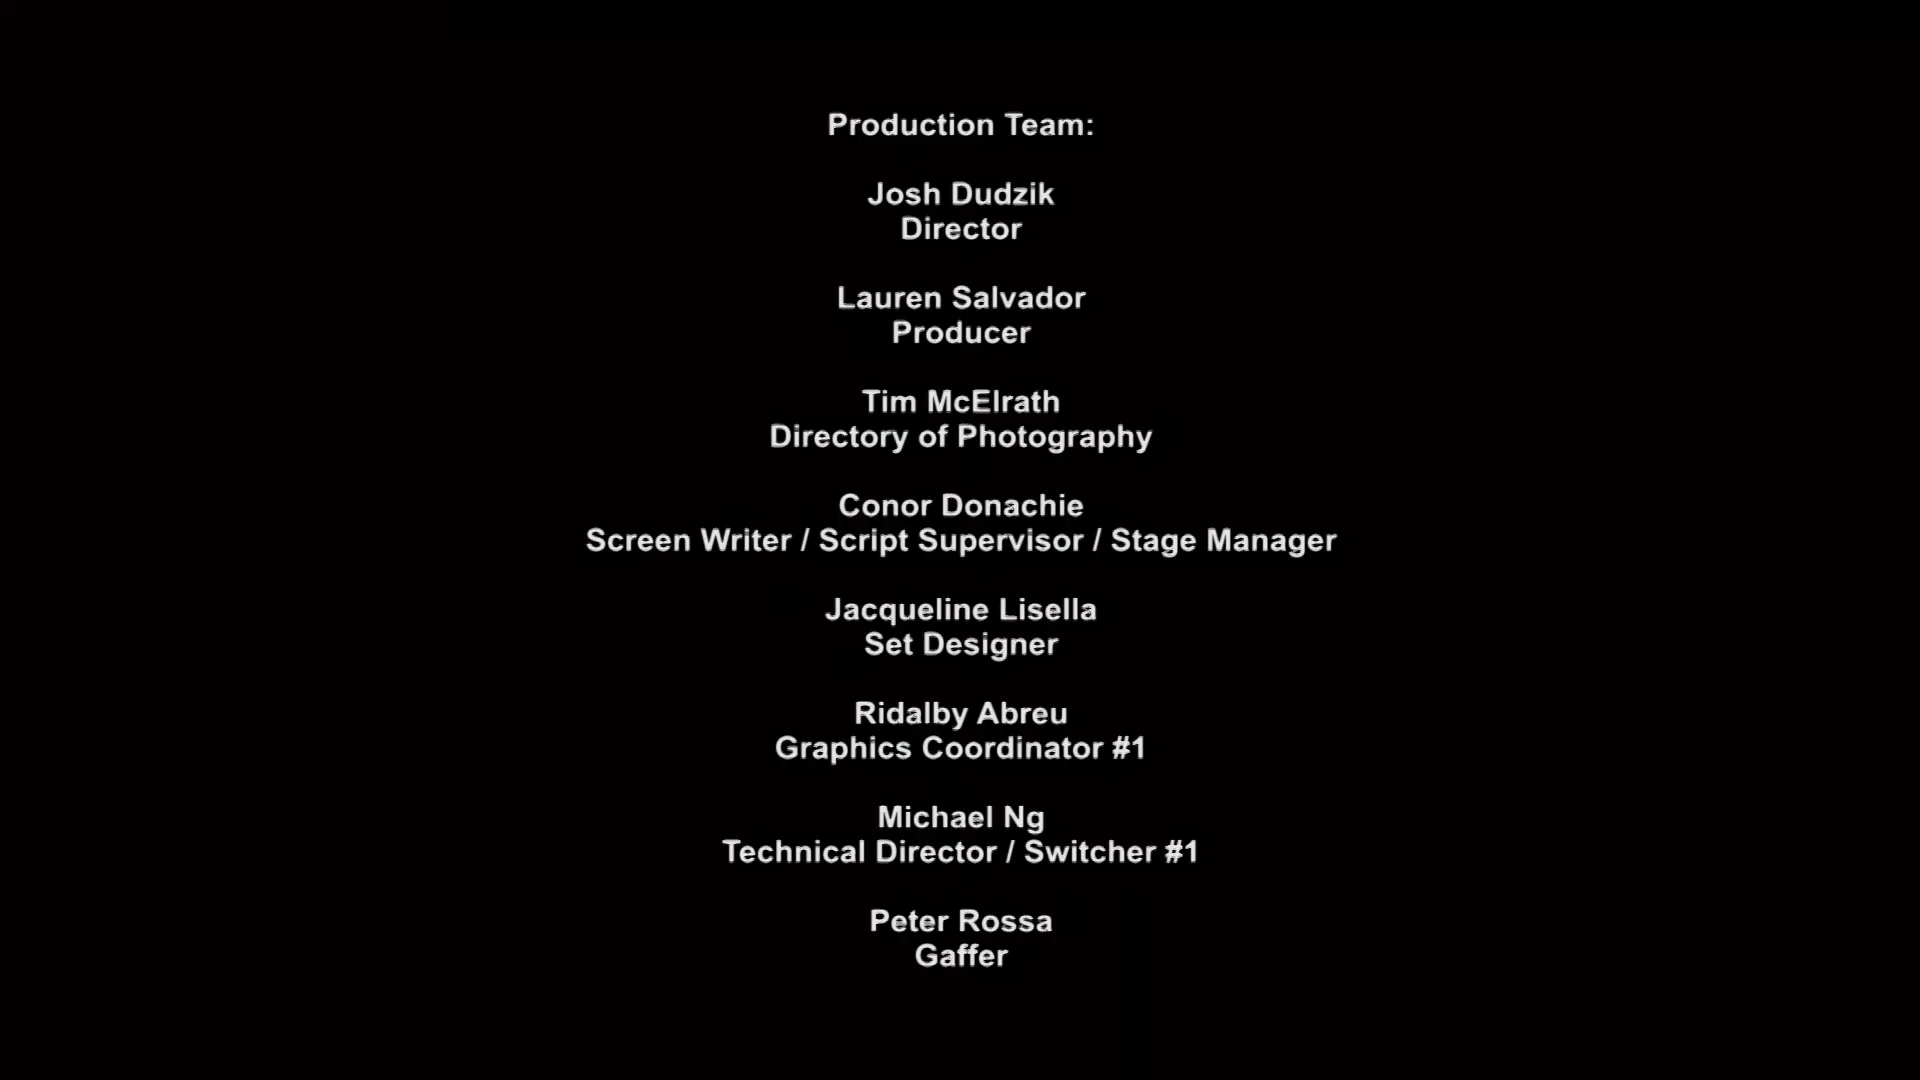 Production Team:
Josh Dudzik
Director
Lauren Salvador
Producer
Tim McElrath
Directory of Photography
Conor Donachie
Screen Writer / Script Supervisor / Stage Manager
Jacqueline Lisella
Set Designer
Ridalby Abreu
Graphics Coordinator #1
Michael Ng
Technical Director / Switcher #1
Peter Rossa
Gaffer